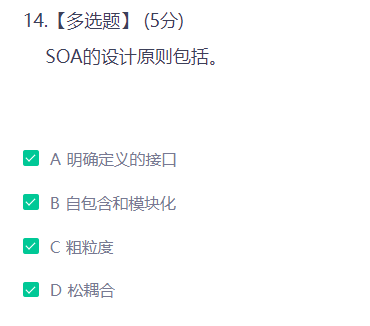 14.【多选题】 (5分)
SOA的设计原则包括。
A 明确定义的接口
B 自包含和模块化
C 粗粒度
D 松耦合